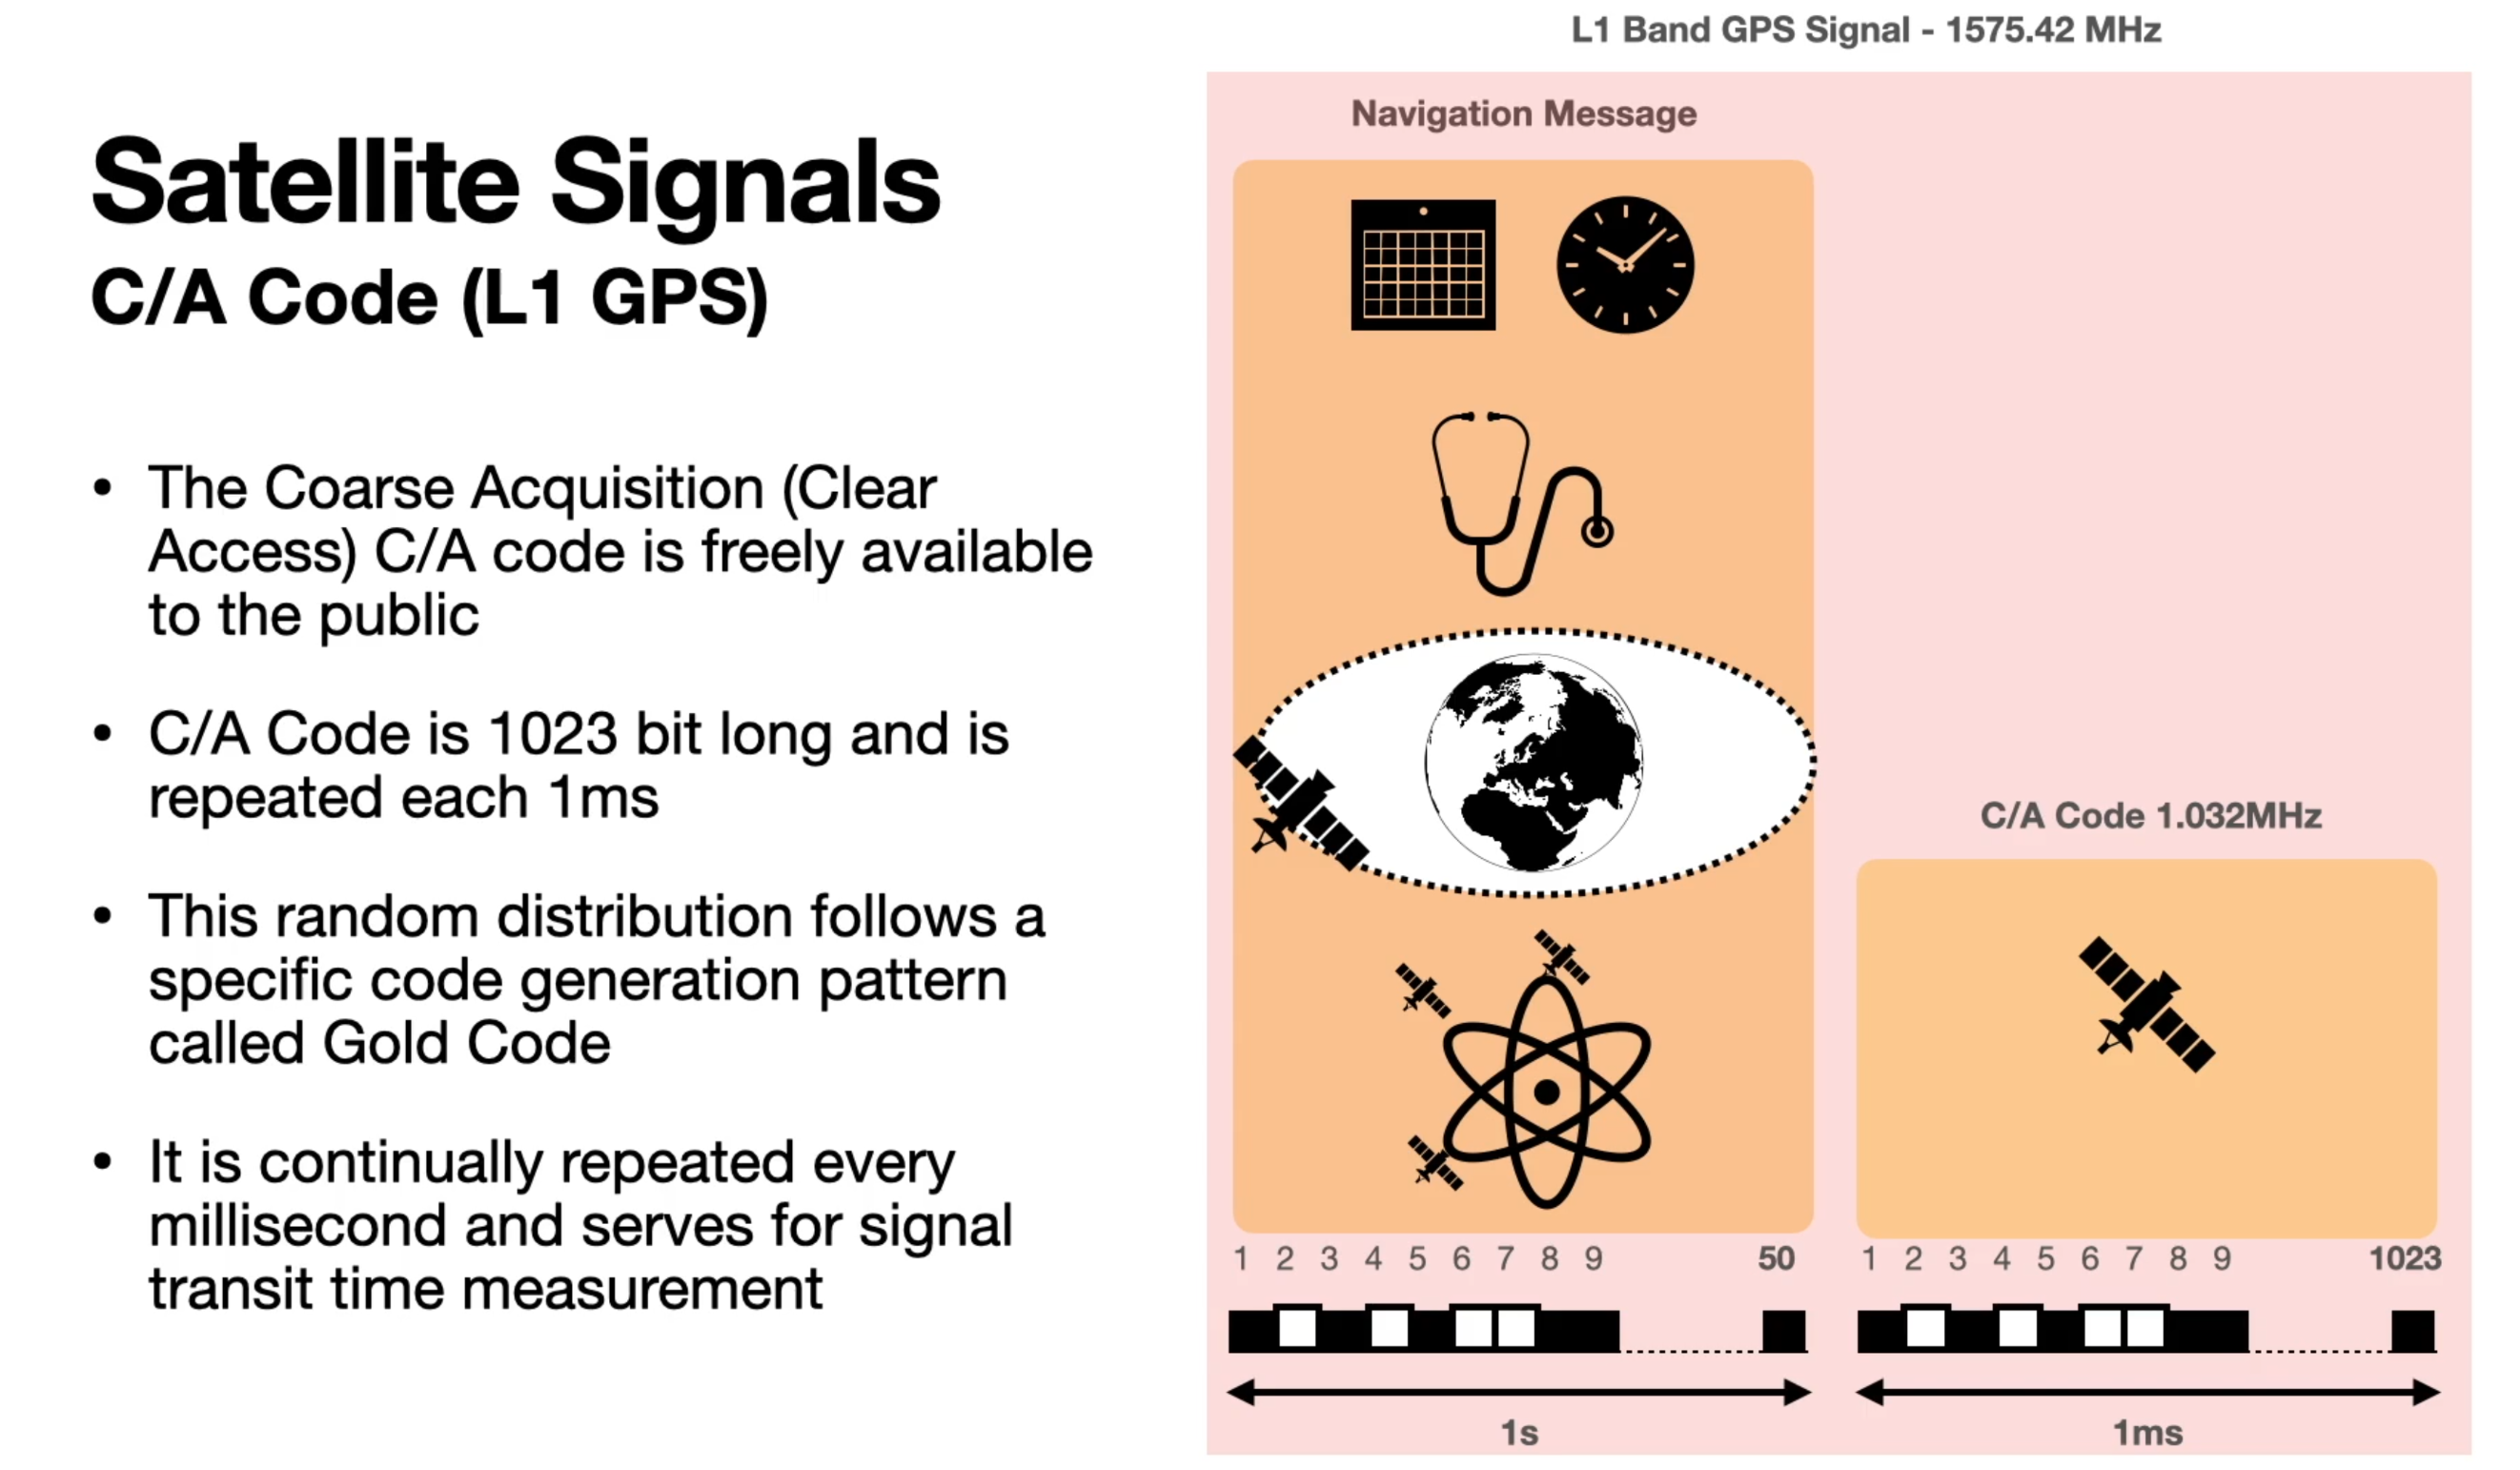 Satellite Signals
C/A Code (L1 GPS)
• The Coarse Acquisition (Clear
Access) C/A code is freely available
to the public
• C/A Code is 1023 bit long and is
repeated each 1ms
• This random distribution follows a
specific code generation pattern
called Gold Code
• It is continually repeated every
millisecond and serves for signal
transit time measurement
L1 Band GPS Signal - 1575.42 MHz
Navigation Message
C/A Code 1.032MHz
1 2 3 4 5 6 7 8 9 50
1 2 3 4 5 6 7 8 9 1023
1s
1ms